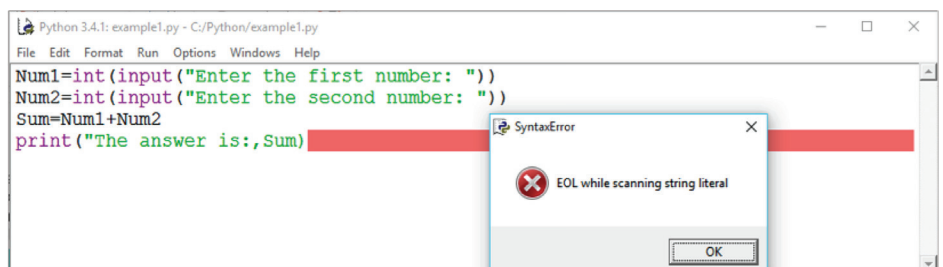 Python 3.4.1: example1.py - C:/Python/example1.py
File Edit Format Run Options Windows Help
Num1=int(input("Enter the first number: "))
Num2=int(input("Enter the second number: "))
Sum=Num1+Num2
print("The answer is:,Sum)
SyntaxError
EOL while scanning string literal
OK